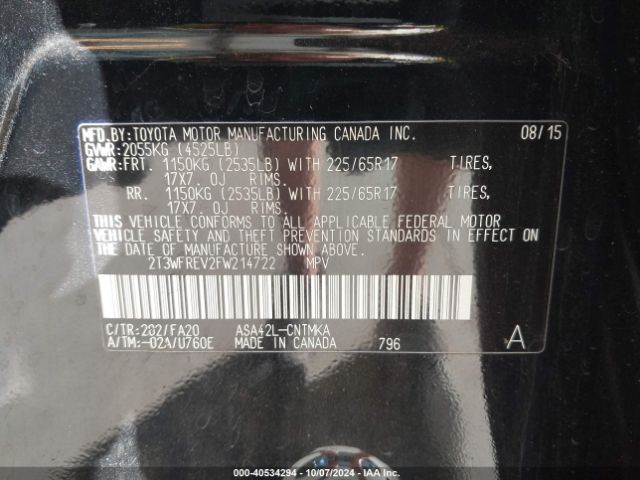 MFD.BY:TOYOTA MOTOR MANUFACTURING CANADA INC. 08/15
GVWR:2055KG (4525LB)
GAWR:FRT. 1150KG (2535LB) WITH 225/65R17 TIRES,
17X7.0J RIMS.
RR. 1150KG (2535LB) WITH 225/65R17 TIRES,
17X7.0J RIMS.
THIS VEHICLE CONFORMS TO ALL APPLICABLE FEDERAL MOTOR
VEHICLE SAFETY AND THEFT PREVENTION STANDARDS IN EFFECT ON
THE DATE OF MANUFACTURE SHOWN ABOVE.
2T3WFREV2FW214722 MPV
C/TR:202/FA20 ASA42L-CNTMKA
A/TM:-02A/U760E MADE IN CANADA 796 A
000-40534294 - 10/07/2024 - IAA Inc.